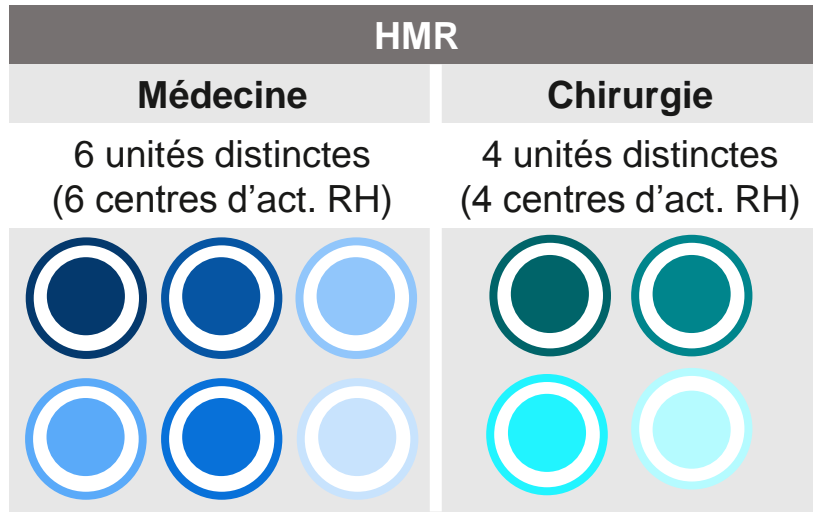 HMR
Médecine
Chirurgie
6 unités distinctes
(6 centres d'act. RH)
4 unités distinctes
(4 centres d'act. RH)